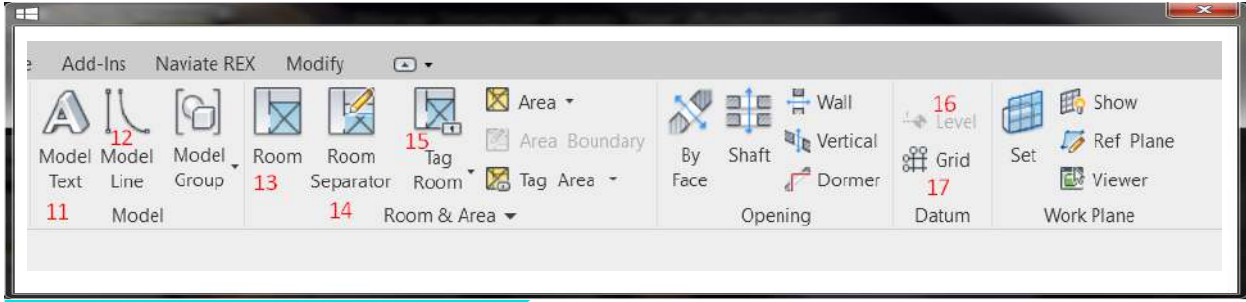 e Add-Ins Naviate REX Modify
12 15 Area 16
Area Boundary Wall Level Show
Model Model Model Room Room Tag By Shaft Vertical Grid Set Ref Plane
Text Line Group 13 Separator Room Tag Area Face Dormer 17 Viewer
11 Model 14 Room & Area Opening Datum Work Plane